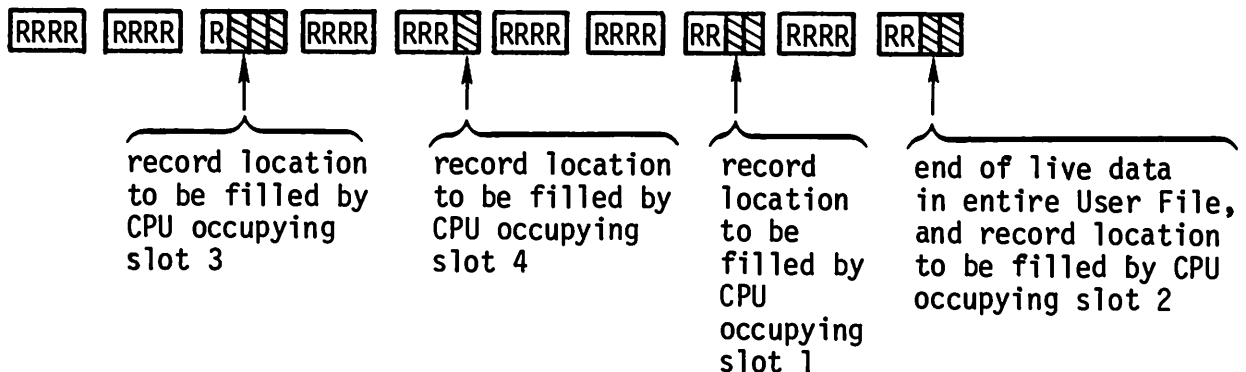 RRRR RRRR R RRRR RRR RRRR RRRR RR RRRR RR
record location
to be filled by
CPU occupying
slot 3
record location
to be filled by
CPU occupying
slot 4
record
location
to be
filled by
CPU
occupying
slot 1
end of live data
in entire User File,
and record location
to be filled by CPU
occupying slot 2